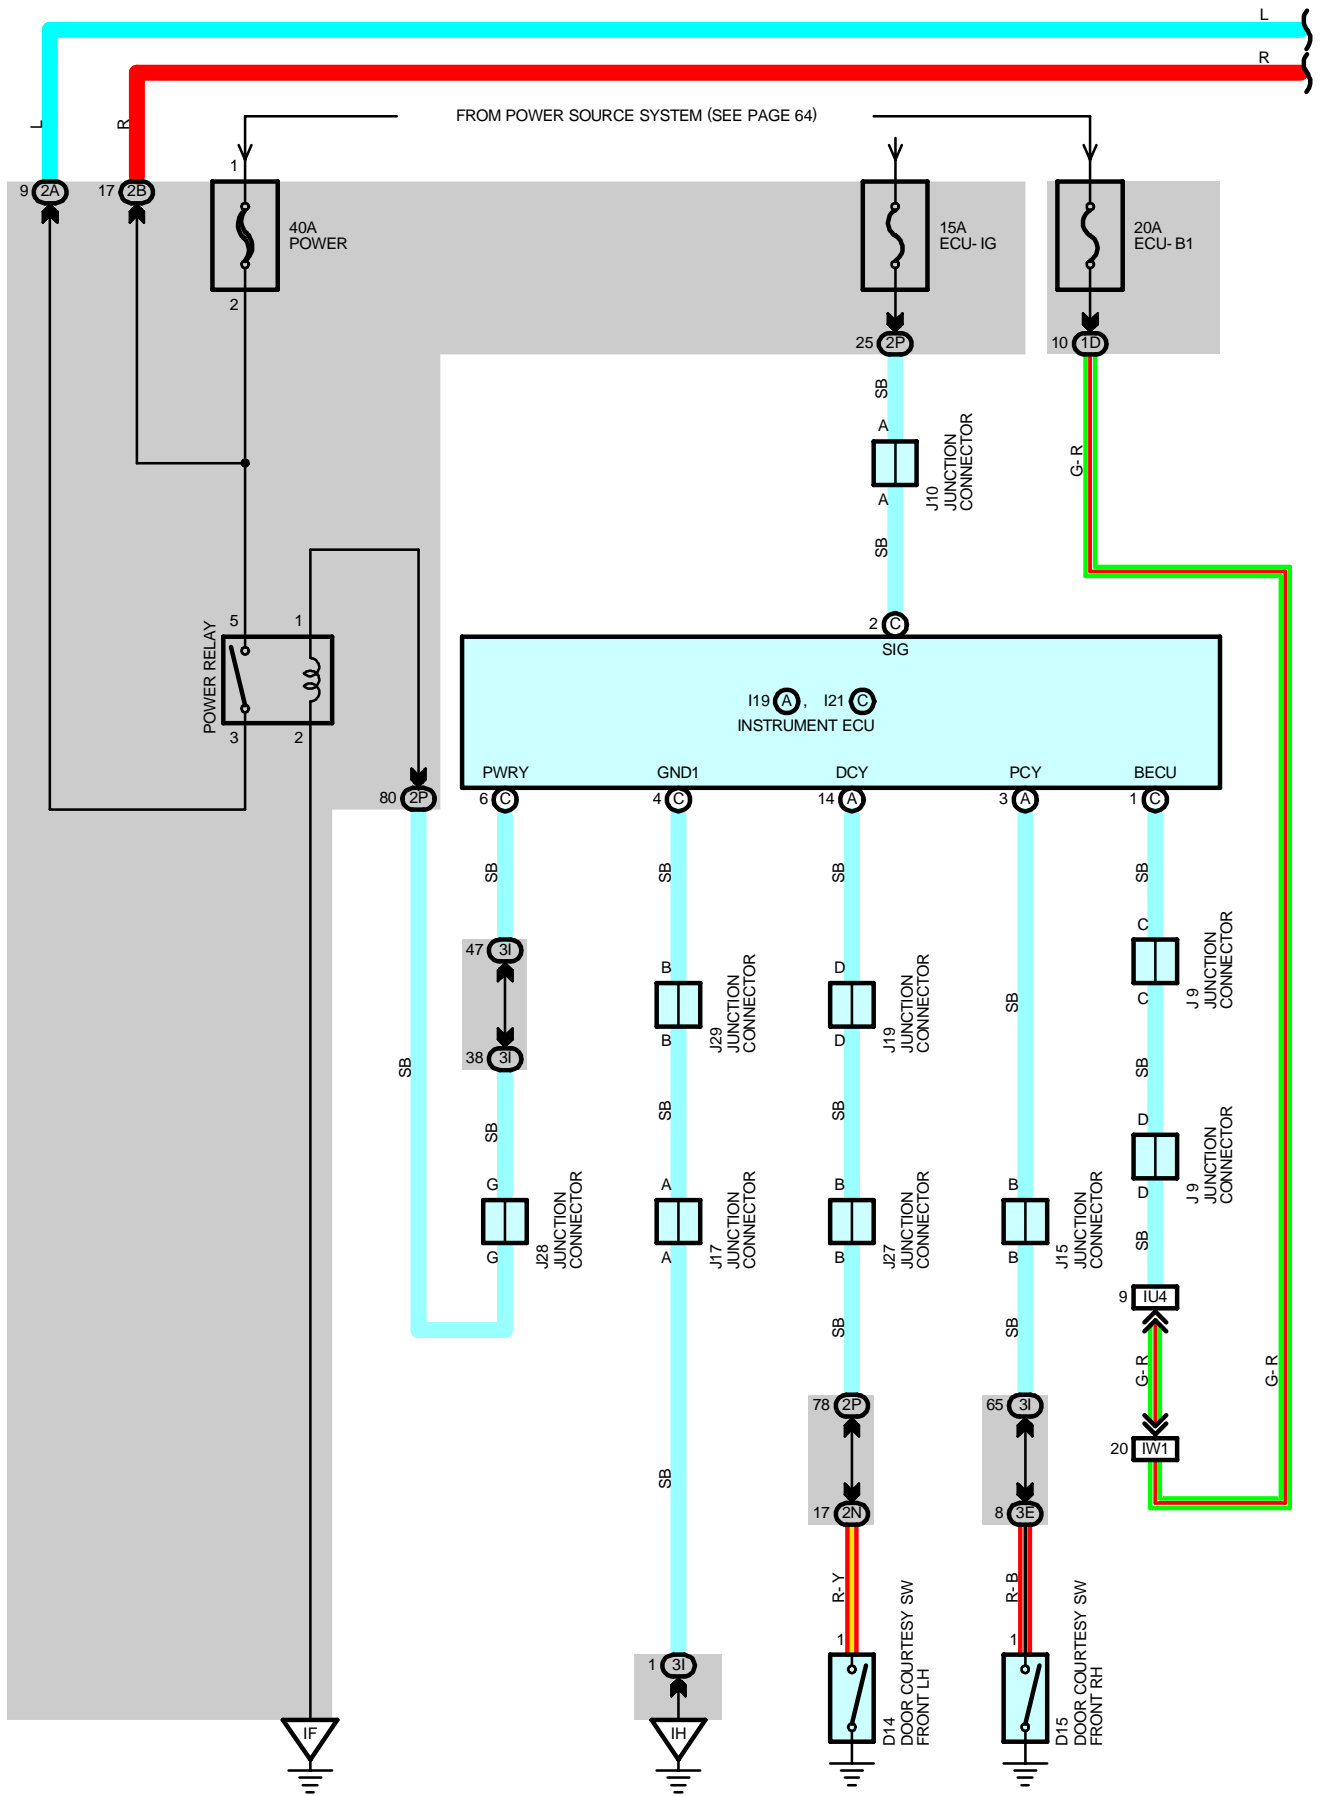 L
R
FROM POWER SOURCE SYSTEM (SEE PAGE 64)
L
R
1
9 2A
17 2B
40A
POWER
15A
ECU- IG
20A
ECU- B1
2
25 2P
10 1D
SB
A
J10
JUNCTION
CONNECTOR
G- R
A
SB
5
1
2 C
SIG
POWER RELAY
I19 A , I21 C
INSTRUMENT ECU
3
2
PWRY
GND1
DCY
PCY
BECU
80 2P
6 C
4 C
14 A
3 A
1 C
SB
SB
SB
SB
C
J 9
JUNCTION
CONNECTOR
47 3I
B
J29
JUNCTION
CONNECTOR
D
J19
JUNCTION
CONNECTOR
SB
C
B
D
38 3I
SB
SB
SB
SB
SB
D
J 9
JUNCTION
CONNECTOR
G
J28
JUNCTION
CONNECTOR
A
J17
JUNCTION
CONNECTOR
B
J27
JUNCTION
CONNECTOR
B
J15
JUNCTION
CONNECTOR
D
G
A
B
B
SB
9 IU4
SB
SB
G- R
G- R
78 2P
65 3I
20 IW1
SB
17 2N
8 3E
R- Y
R- B
1
D14
DOOR COURTESY SW
FRONT LH
1
D15
DOOR COURTESY SW
FRONT RH
1 3I
IF
IH